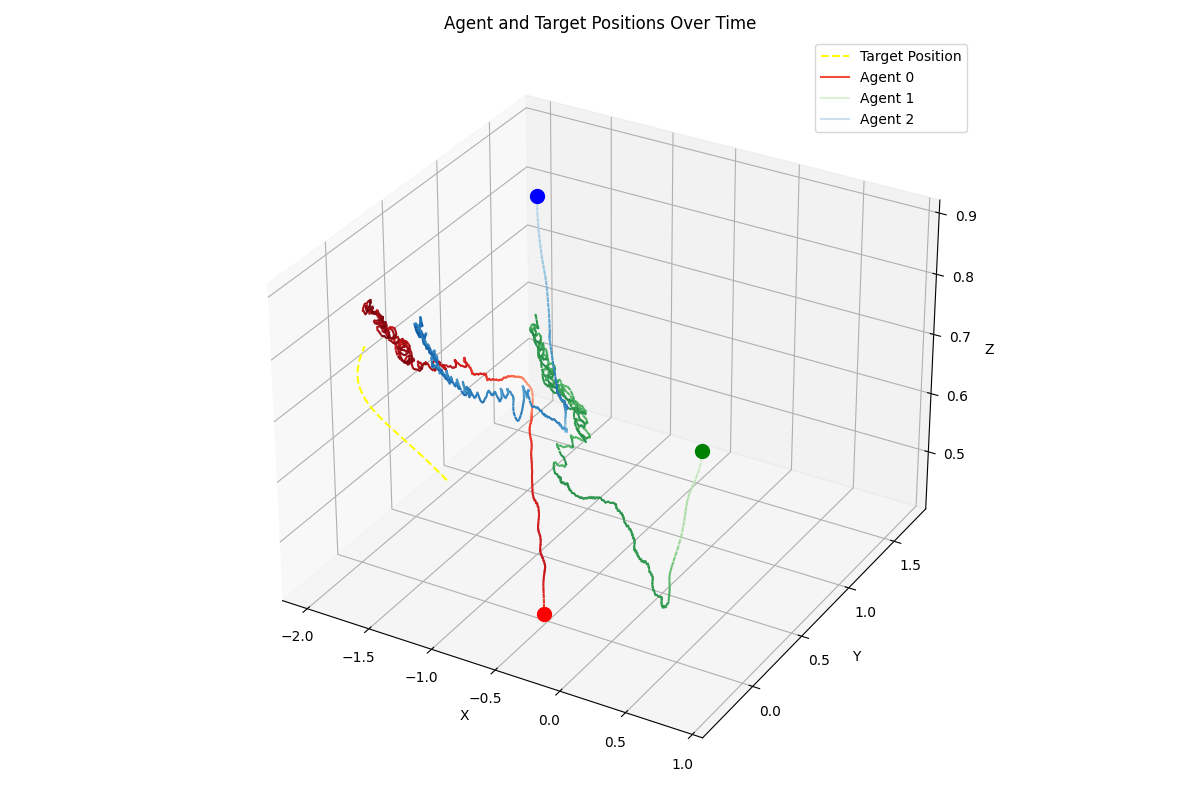 Agent and Target Positions Over Time
Target Position
Agent 0
Agent 1
Agent 2
0.9
0.8
0.7
Z
0.6
0.5
1.5
1.0
0.5
Y
0.0
−2.0
−1.5
−1.0
−0.5
X
0.0
0.5
1.0